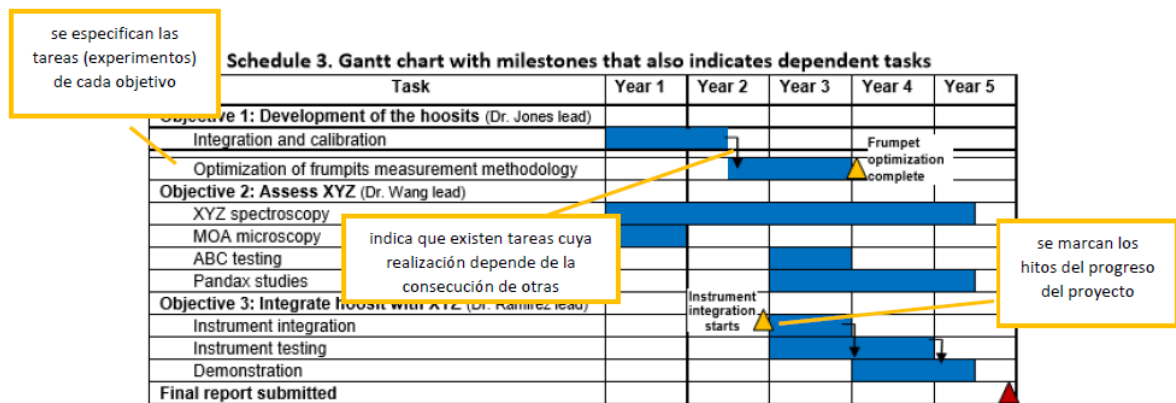 se especifican las
tareas (experimentos)
de cada objetivo
Schedule 3. Gantt chart with milestones that also indicates dependent tasks
Task Year 1 Year 2 Year 3 Year 4 Year 5
Objective 1: Development of the hoosits (Dr. Jones lead)
Integration and calibration
Optimization of frumpits measurement methodology
Frumpet
optimization
complete
Objective 2: Assess XYZ (Dr. Wang lead)
XYZ spectroscopy
MOA microscopy
ABC testing
Pandax studies
indica que existen tareas cuya
realización depende de la
consecución de otras
se marcan los
hitos del progreso
del proyecto
Objective 3: Integrate hoosit with XYZ (Dr. Ramirez lead)
Instrument
integration
starts
Instrument integration
Instrument testing
Demonstration
Final report submitted